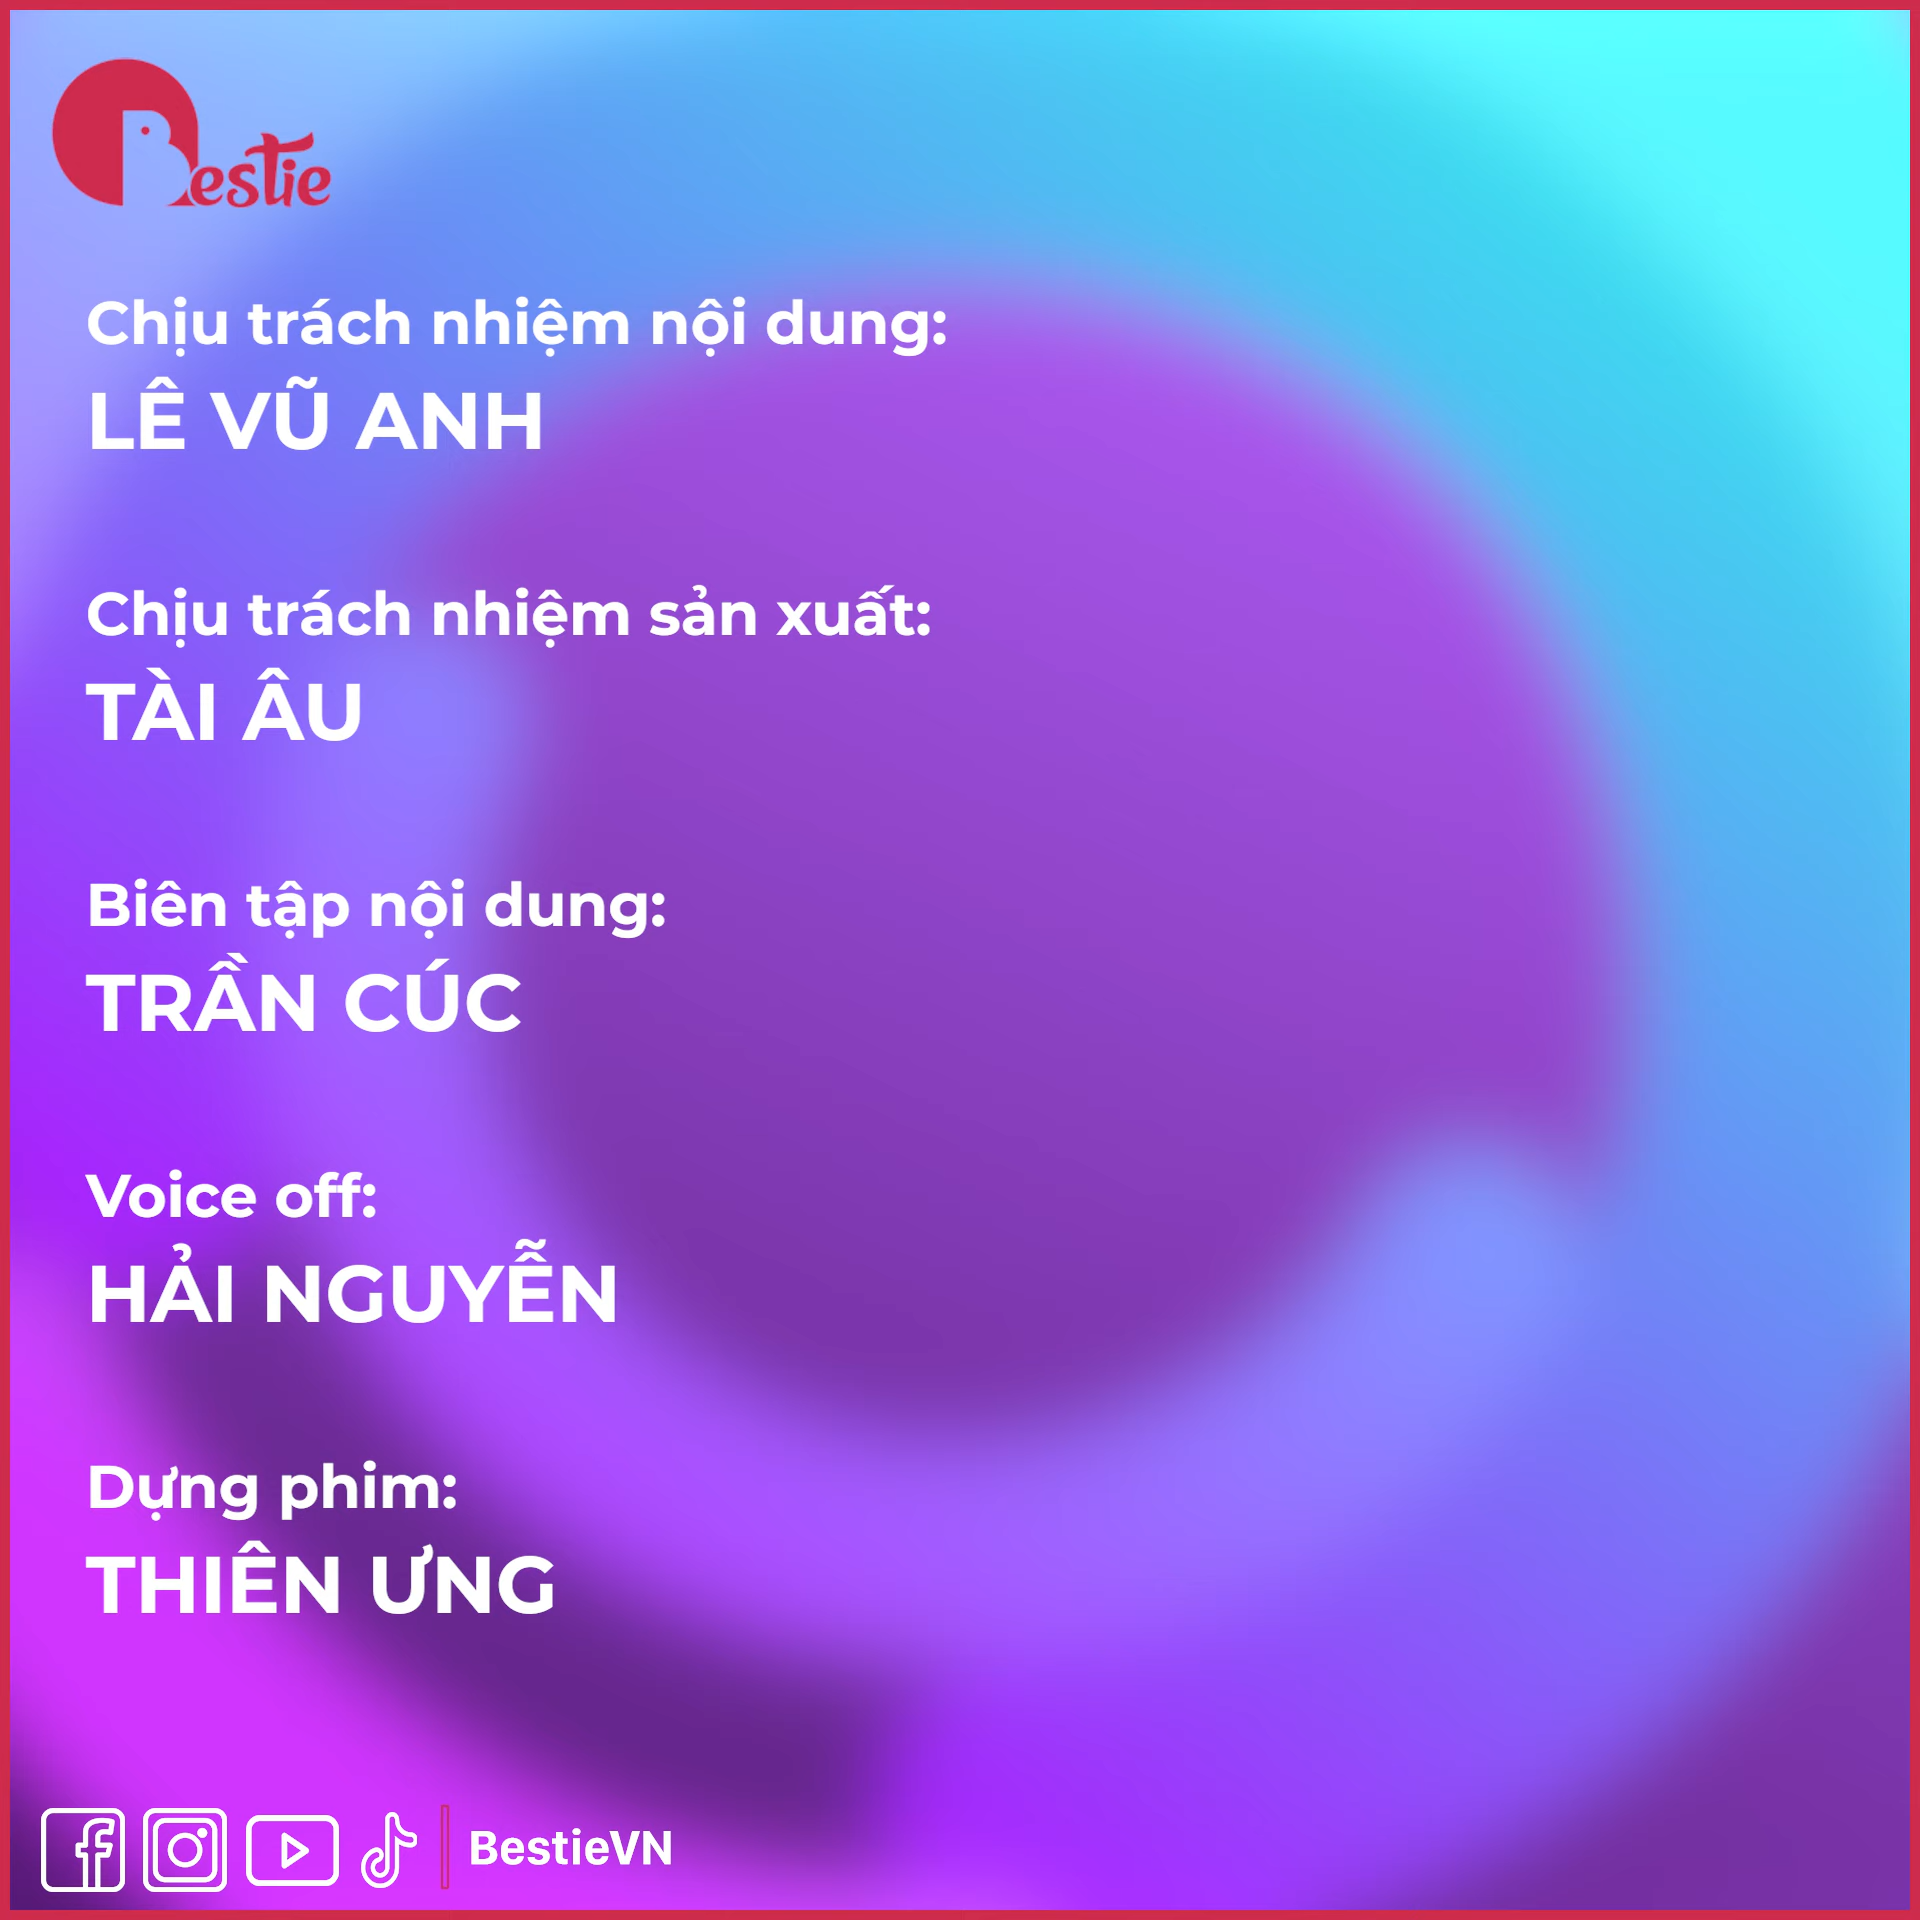 Bestie
Chịu trách nhiệm nội dung:
LÊ VŨ ANH
Chịu trách nhiệm sản xuất:
TÀI ÂU
Biên tập nội dung:
TRẦN CÚC
Voice off:
HẢI NGUYỄN
Dựng phim:
THIÊN ƯNG
BestieVN